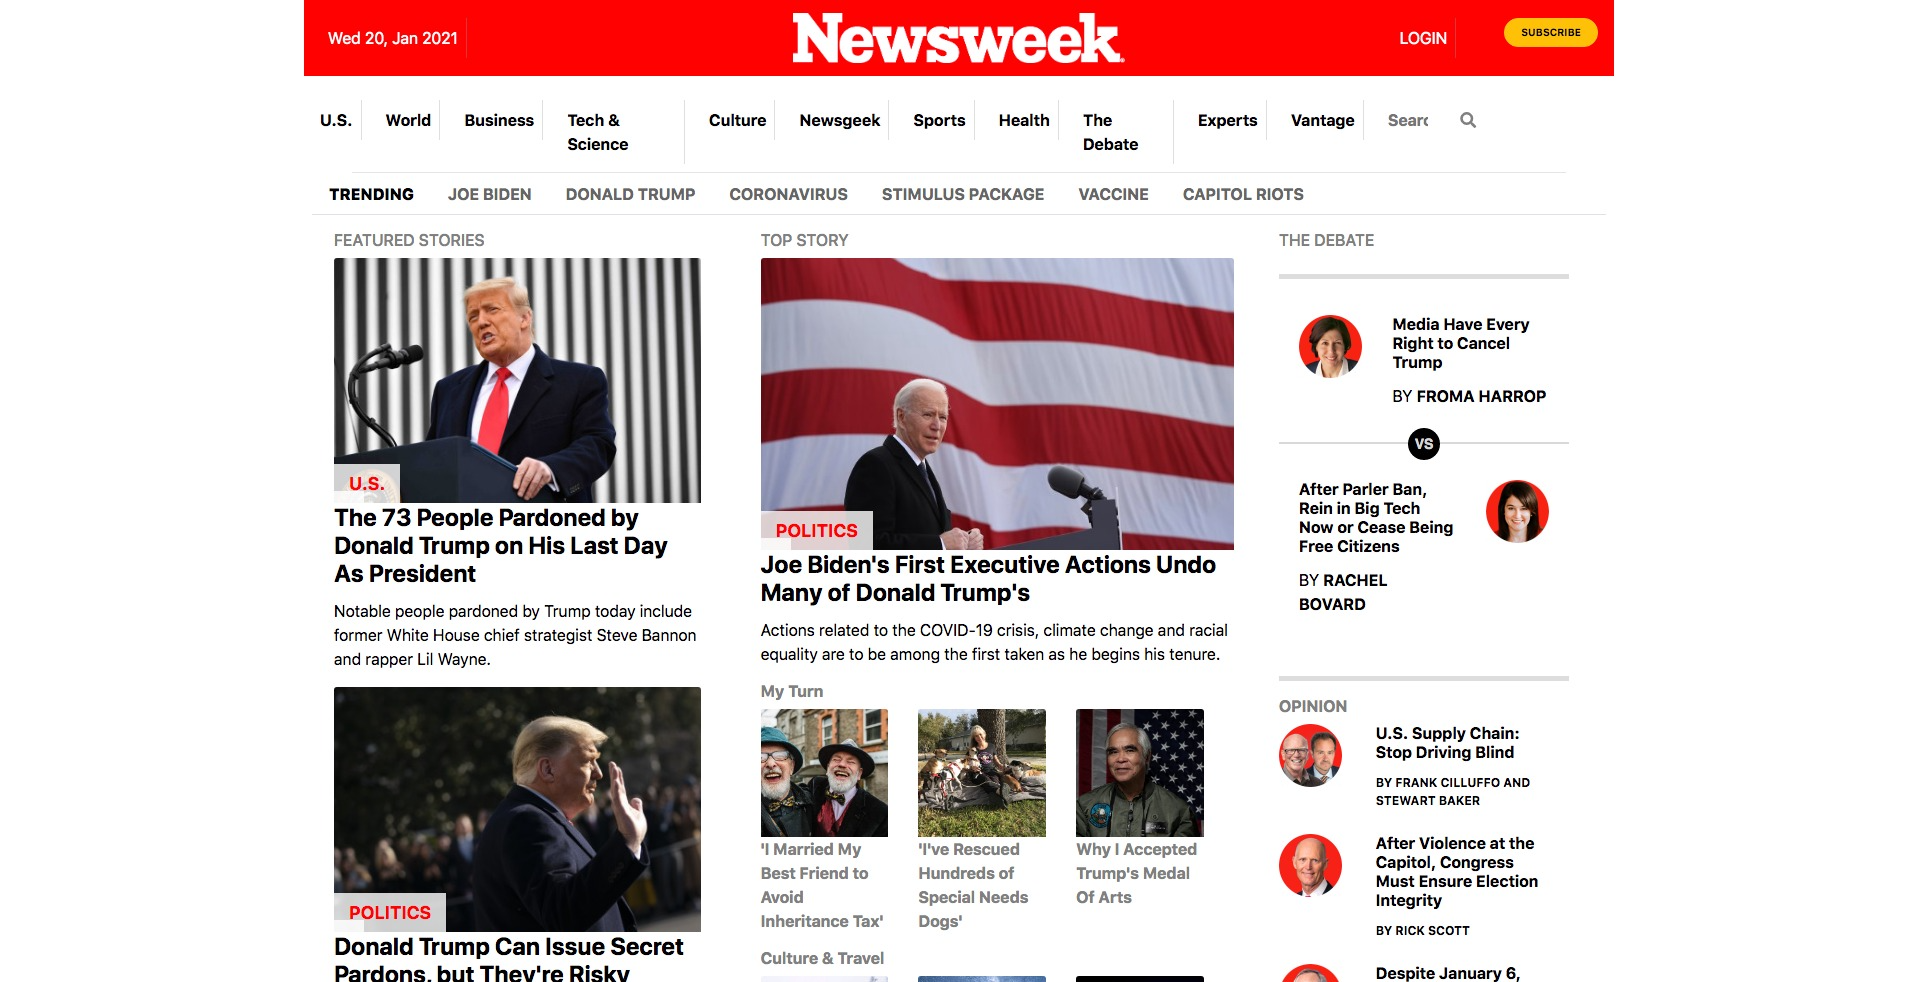 Wed 20, Jan 2021
Newsweek
LOGIN
SUBSCRIBE
U.S.
World
Business
Tech &
Science
Culture
Newsgeek
Sports
Health
The
Debate
Experts
Vantage
Searc
TRENDING
JOE BIDEN
DONALD TRUMP
CORONAVIRUS
STIMULUS PACKAGE
VACCINE
CAPITOL RIOTS
FEATURED STORIES
U.S.
The 73 People Pardoned by
Donald Trump on His Last Day
As President
Notable people pardoned by Trump today include
former White House chief strategist Steve Bannon
and rapper Lil Wayne.
POLITICS
Donald Trump Can Issue Secret
Pardons, but They're Risky
TOP STORY
POLITICS
Joe Biden's First Executive Actions Undo
Many of Donald Trump's
Actions related to the COVID-19 crisis, climate change and racial
equality are to be among the first taken as he begins his tenure.
My Turn
'I Married My
Best Friend to
Avoid
Inheritance Tax'
'I've Rescued
Hundreds of
Special Needs
Dogs'
Why I Accepted
Trump's Medal
Of Arts
Culture & Travel
THE DEBATE
Media Have Every
Right to Cancel
Trump
BY FROMA HARROP
VS
After Parler Ban,
Rein in Big Tech
Now or Cease Being
Free Citizens
BY RACHEL
BOVARD
OPINION
U.S. Supply Chain:
Stop Driving Blind
BY FRANK CILLUFFO AND
STEWART BAKER
After Violence at the
Capitol, Congress
Must Ensure Election
Integrity
BY RICK SCOTT
Despite January 6,